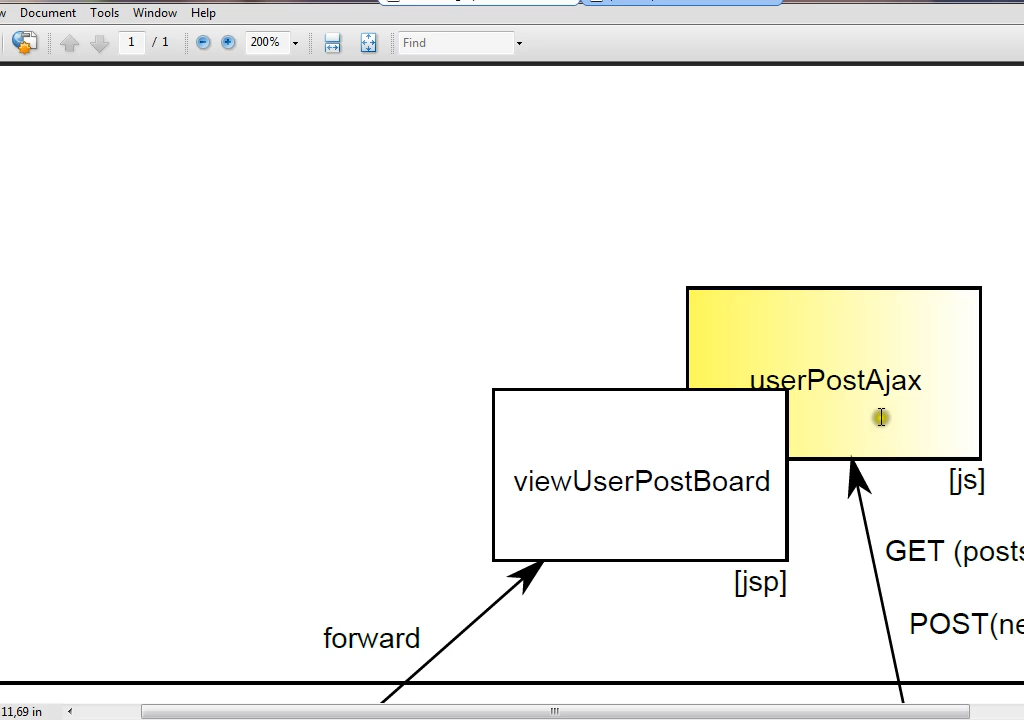 w Document Tools Window Help
1 / 1 200% Find
userPostAjax
viewUserPostBoard
[js]
GET (posts
[jsp]
POST(ne
forward
11,69 in